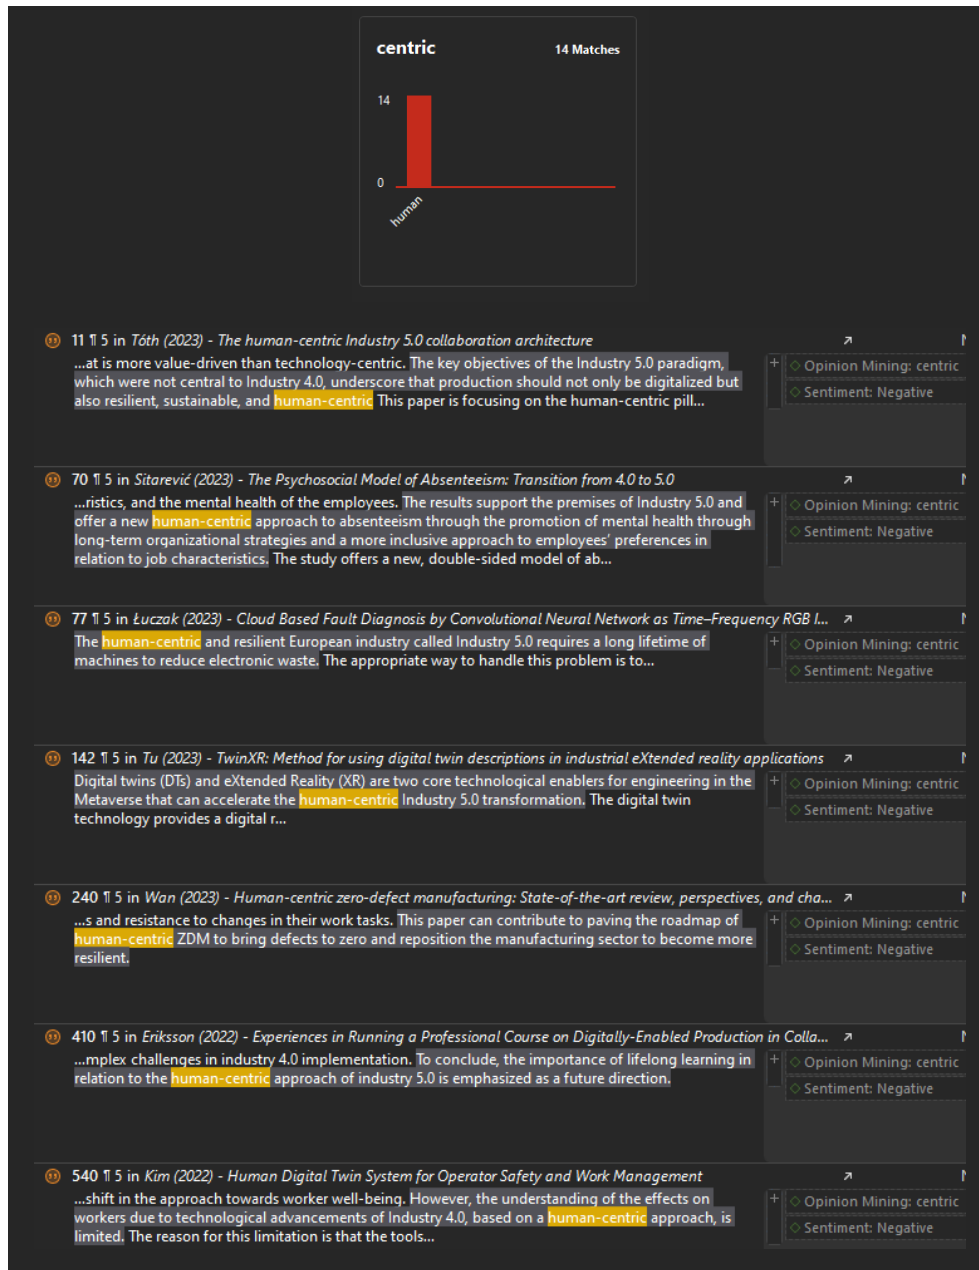 centric 14 Matches
14
0
human
11 ¶ 5 in Tóth (2023) - The human-centric Industry 5.0 collaboration architecture
...at is more value-driven than technology-centric. The key objectives of the Industry 5.0 paradigm,
which were not central to Industry 4.0, underscore that production should not only be digitalized but
also resilient, sustainable, and human-centric This paper is focusing on the human-centric pill...
Opinion Mining: centric
Sentiment: Negative
70 ¶ 5 in Sitarević (2023) - The Psychosocial Model of Absenteeism: Transition from 4.0 to 5.0
...ristics, and the mental health of the employees. The results support the premises of Industry 5.0 and
offer a new human-centric approach to absenteeism through the promotion of mental health through
long-term organizational strategies and a more inclusive approach to employees’ preferences in
relation to job characteristics. The study offers a new, double-sided model of ab...
Opinion Mining: centric
Sentiment: Negative
77 ¶ 5 in Łuczak (2023) - Cloud Based Fault Diagnosis by Convolutional Neural Network as Time–Frequency RGB I...
The human-centric and resilient European industry called Industry 5.0 requires a long lifetime of
machines to reduce electronic waste. The appropriate way to handle this problem is to...
Opinion Mining: centric
Sentiment: Negative
142 ¶ 5 in Tu (2023) - TwinXR: Method for using digital twin descriptions in industrial eXtended reality applications
Digital twins (DTs) and eXtended Reality (XR) are two core technological enablers for engineering in the
Metaverse that can accelerate the human-centric Industry 5.0 transformation. The digital twin
technology provides a digital r...
Opinion Mining: centric
Sentiment: Negative
240 ¶ 5 in Wan (2023) - Human-centric zero-defect manufacturing: State-of-the-art review, perspectives, and cha...
...s and resistance to changes in their work tasks. This paper can contribute to paving the roadmap of
human-centric ZDM to bring defects to zero and reposition the manufacturing sector to become more
resilient.
Opinion Mining: centric
Sentiment: Negative
410 ¶ 5 in Eriksson (2022) - Experiences in Running a Professional Course on Digitally-Enabled Production in Colla...
...mplex challenges in industry 4.0 implementation. To conclude, the importance of lifelong learning in
relation to the human-centric approach of industry 5.0 is emphasized as a future direction.
Opinion Mining: centric
Sentiment: Negative
540 ¶ 5 in Kim (2022) - Human Digital Twin System for Operator Safety and Work Management
...shift in the approach towards worker well-being. However, the understanding of the effects on
workers due to technological advancements of Industry 4.0, based on a human-centric approach, is
limited. The reason for this limitation is that the tools...
Opinion Mining: centric
Sentiment: Negative